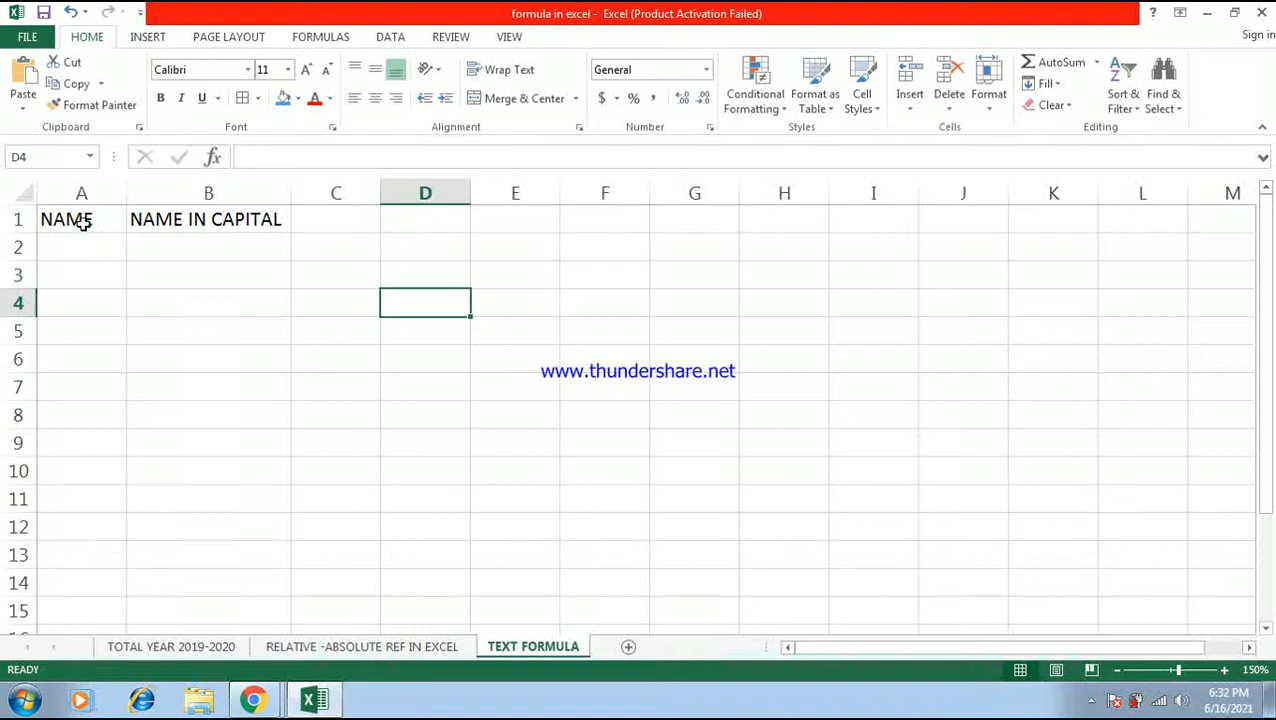 formula in excel - Excel (Product Activation Failed)
?
FILE HOME INSERT PAGE LAYOUT FORMULAS DATA REVIEW VIEW Sign in
Paste
Cut
Copy
Format Painter
Clipboard
Calibri 11
B I U A
Font
Wrap Text
Merge & Center
Alignment
General
$ % ,
Number
Conditional Formatting
Format as Table
Cell Styles
Styles
Insert
Delete
Format
Cells
AutoSum
Fill
Clear
Sort & Filter
Find & Select
Editing
D4 fx
A B C D E F G H I J K L M
1 NAME NAME IN CAPITAL
2
3
4
5
6
www.thundershare.net
7
8
9
10
11
12
13
14
15
TOTAL YEAR 2019-2020 RELATIVE -ABSOLUTE REF IN EXCEL TEXT FORMULA
READY 150%
6:32 PM
6/16/2021